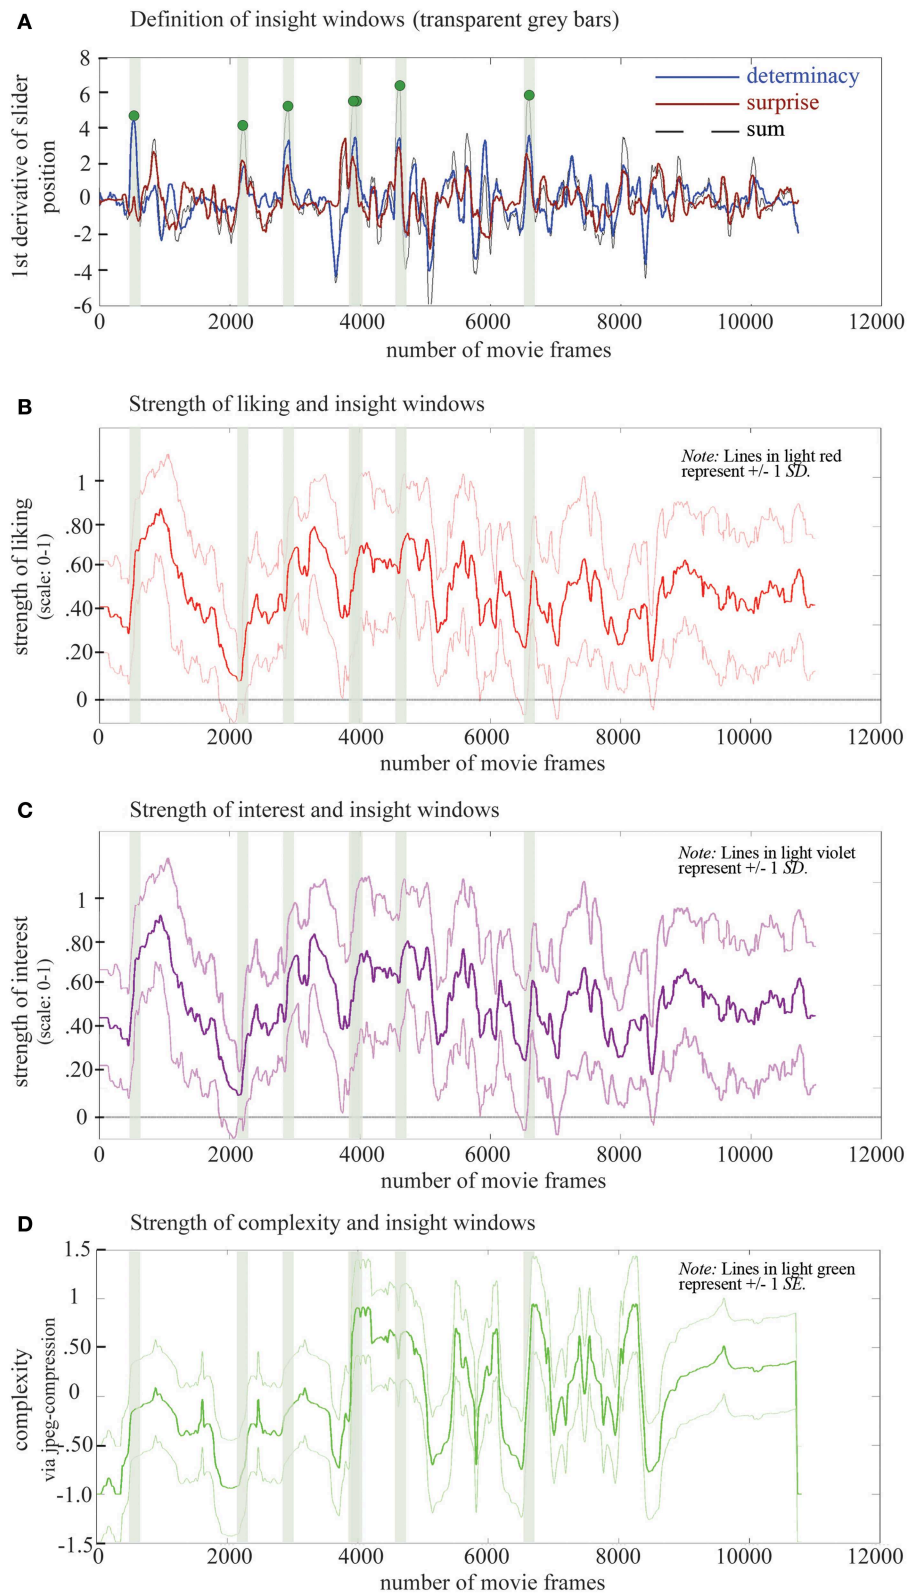 A Definition of insight windows (transparent grey bars)
1st derivative of slider
position
8
6
4
2
0
-2
-4
-6
determinacy
surprise
sum
0 2000 4000 6000 8000 10000 12000
number of movie frames
B Strength of liking and insight windows
Note: Lines in light red
represent +/- 1 SD.
strength of liking
(scale: 0-1)
1
.80
.60
.40
.20
0
0 2000 4000 6000 8000 10000 12000
number of movie frames
C Strength of interest and insight windows
Note: Lines in light violet
represent +/- 1 SD.
strength of interest
(scale: 0-1)
1
.80
.60
.40
.20
0
0 2000 4000 6000 8000 10000 12000
number of movie frames
D Strength of complexity and insight windows
Note: Lines in light green
represent +/- 1 SE.
complexity
via jpeg-compression
1.5
1
.50
0
-.50
-1.0
-1.5
0 2000 4000 6000 8000 10000 12000
number of movie frames